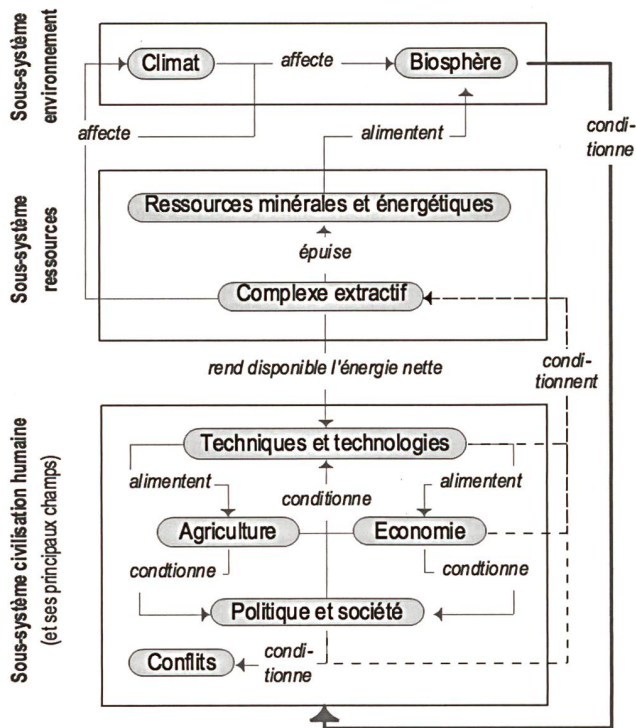 Sous-système
environnement
Climat
affecte
Biosphère
affecte
alimentent
condi-
tionne
Sous-système
ressources
Ressources minérales et énergétiques
épuise
Complexe extractif
rend disponible l'énergie nette
condi-
tionnent
Sous-système civilisation humaine
(et ses principaux champs)
Techniques et technologies
alimentent
conditionne
alimentent
Agriculture
Economie
condtionne
condtionne
Politique et société
Conflits
condi-
tionne